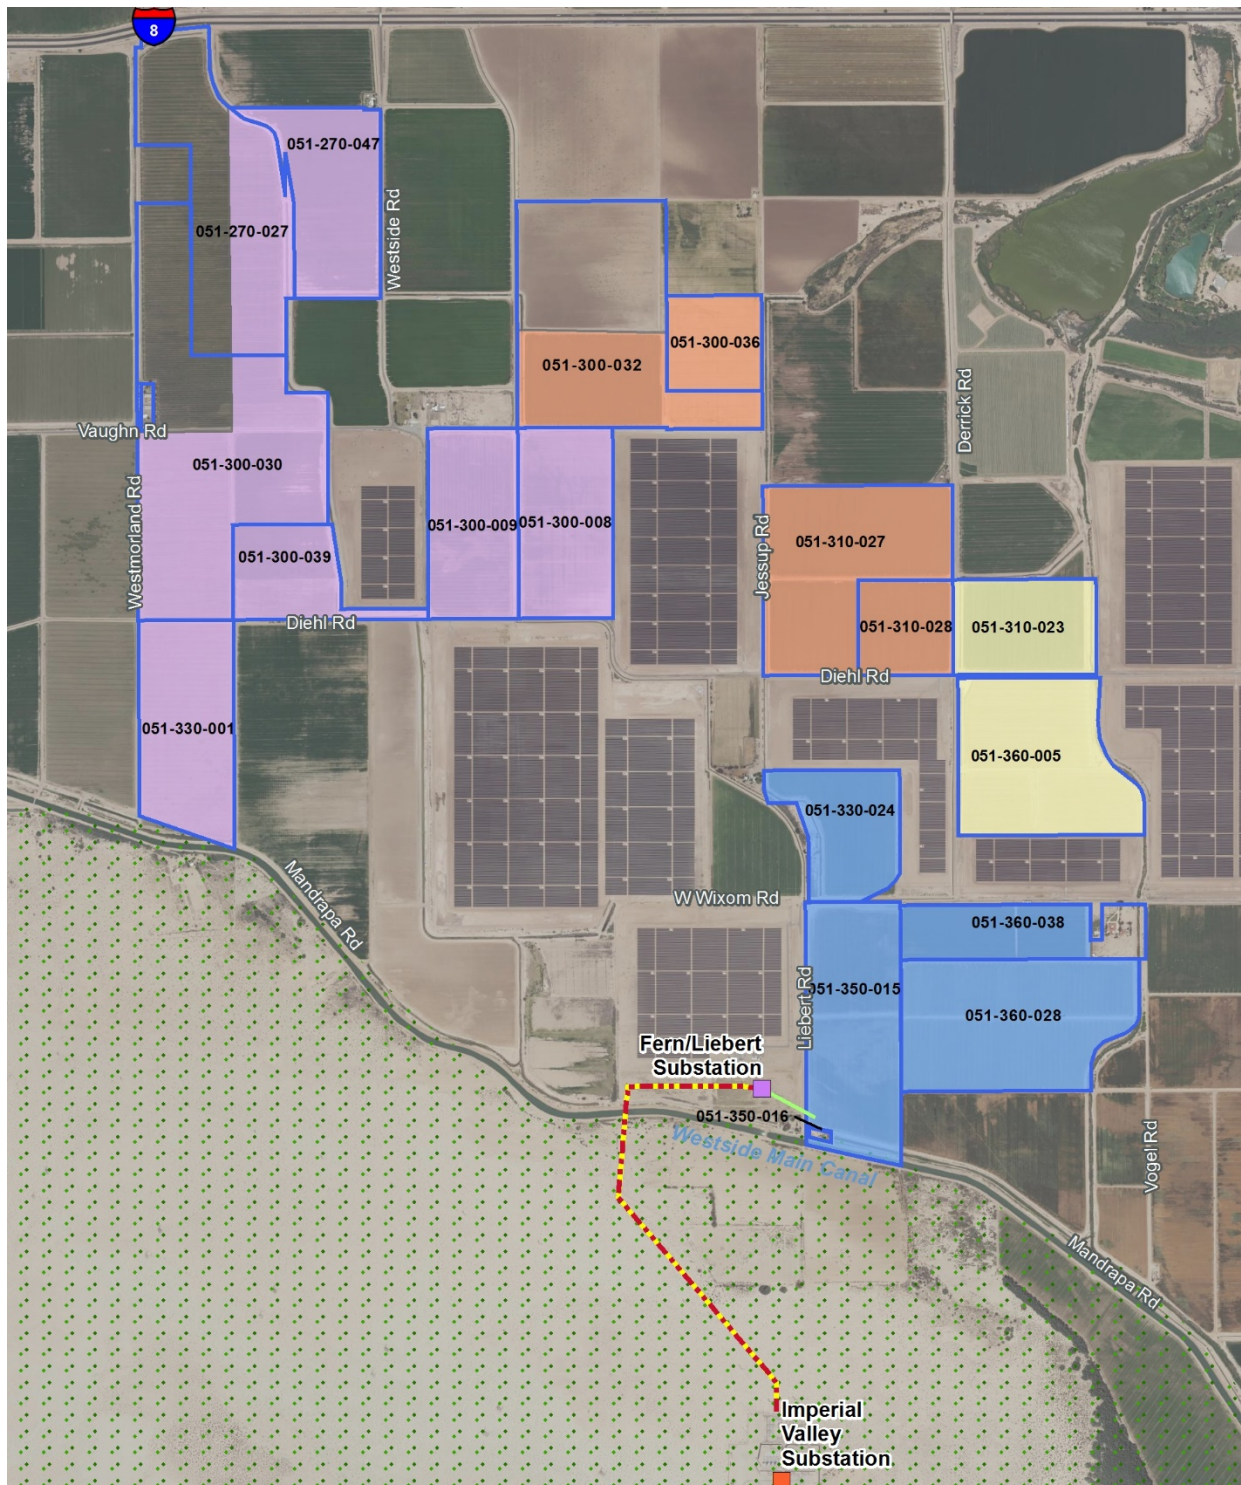 8
051-270-047
Westside Rd
051-270-027
051-300-036
051-300-032
Derrick Rd
Vaughn Rd
051-300-030
Westmorland Rd
051-300-009
051-300-008
Jessup Rd
051-310-027
051-300-039
Diehl Rd
051-310-028
051-310-023
Diehl Rd
051-330-001
051-360-005
051-330-024
Mandrapa Rd
W Wixom Rd
051-360-038
Liebert Rd
051-350-015
051-360-028
Fern/Liebert
Substation
051-350-016
Westside Main Canal
Vogel Rd
Mandrapa Rd
Imperial
Valley
Substation